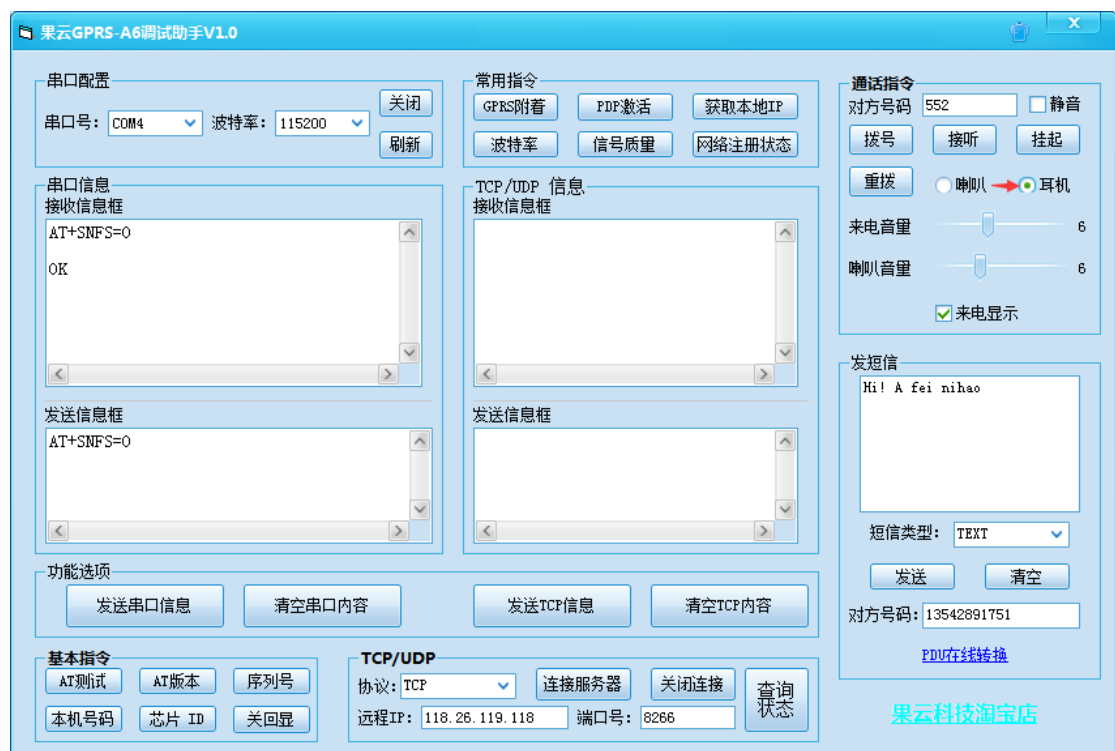 果云GPRS-A6调试助手V1.0
串口配置
串口号: COM4 波特率: 115200
关闭
刷新
常用指令
GPRS附着 PDP激活 获取本地IP
波特率 信号质量 网络注册状态
通话指令
对方号码 552 静音
拨号 接听 挂起
重拨 喇叭 耳机
来电音量 6
喇叭音量 6
来电显示
串口信息
接收信息框
AT+SNFS=0
OK
发送信息框
AT+SNFS=0
TCP/UDP 信息
接收信息框
发送信息框
发短信
Hi! A fei nihao
短信类型: TEXT
发送 清空
对方号码: 13542891751
PDU在线转换
功能选项
发送串口信息 清空串口内容 发送TCP信息 清空TCP内容
基本指令
AT测试 AT版本 序列号
本机号码 芯片 ID 关回显
TCP/UDP
协议: TCP 连接服务器 关闭连接
远程IP: 118.26.119.118 端口号: 8266
查询
状态
果云科技淘宝店